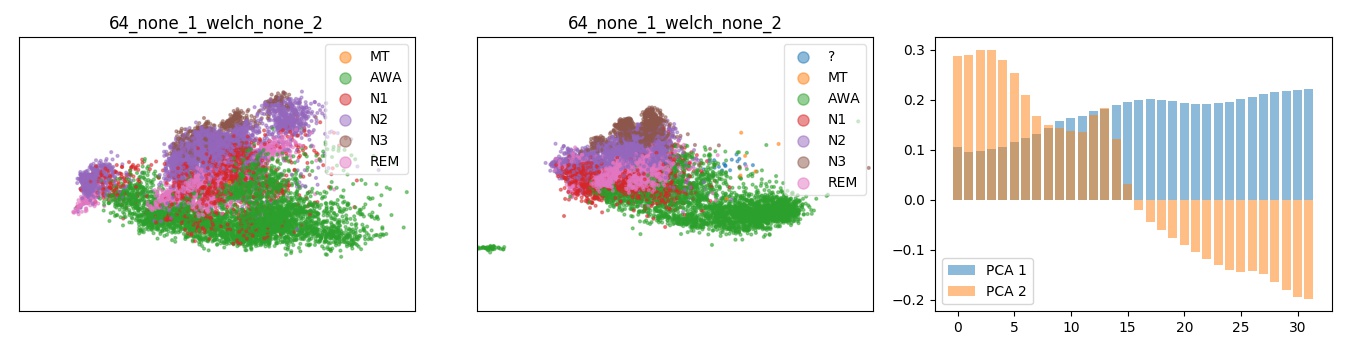 64_none_1_welch_none_2
MT
AWA
N1
N2
N3
REM
64_none_1_welch_none_2
?
MT
AWA
N1
N2
N3
REM
0.3
0.2
0.1
0.0
−0.1
−0.2
PCA 1
PCA 2
0 5 10 15 20 25 30